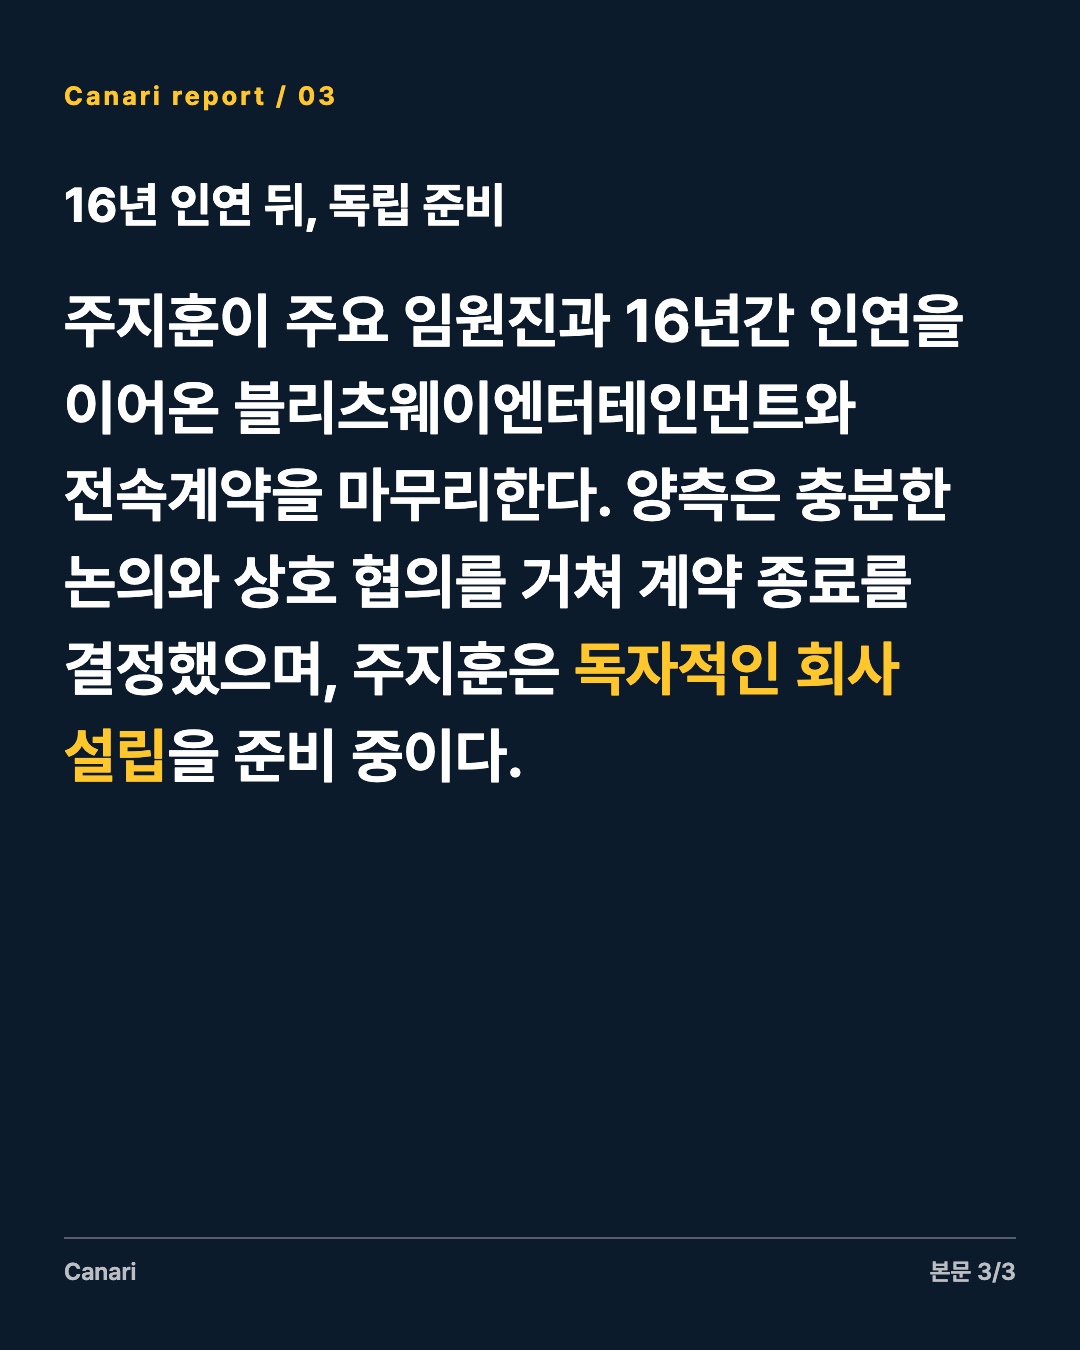 Canari report / 03
16년 인연 뒤, 독립 준비
주지훈이 주요 임원진과 16년간 인연을
이어온 블리츠웨이엔터테인먼트와
전속계약을 마무리한다. 양측은 충분한
논의와 상호 협의를 거쳐 계약 종료를
결정했으며, 주지훈은 독자적인 회사
설립을 준비 중이다.
Canari
본문 3/3